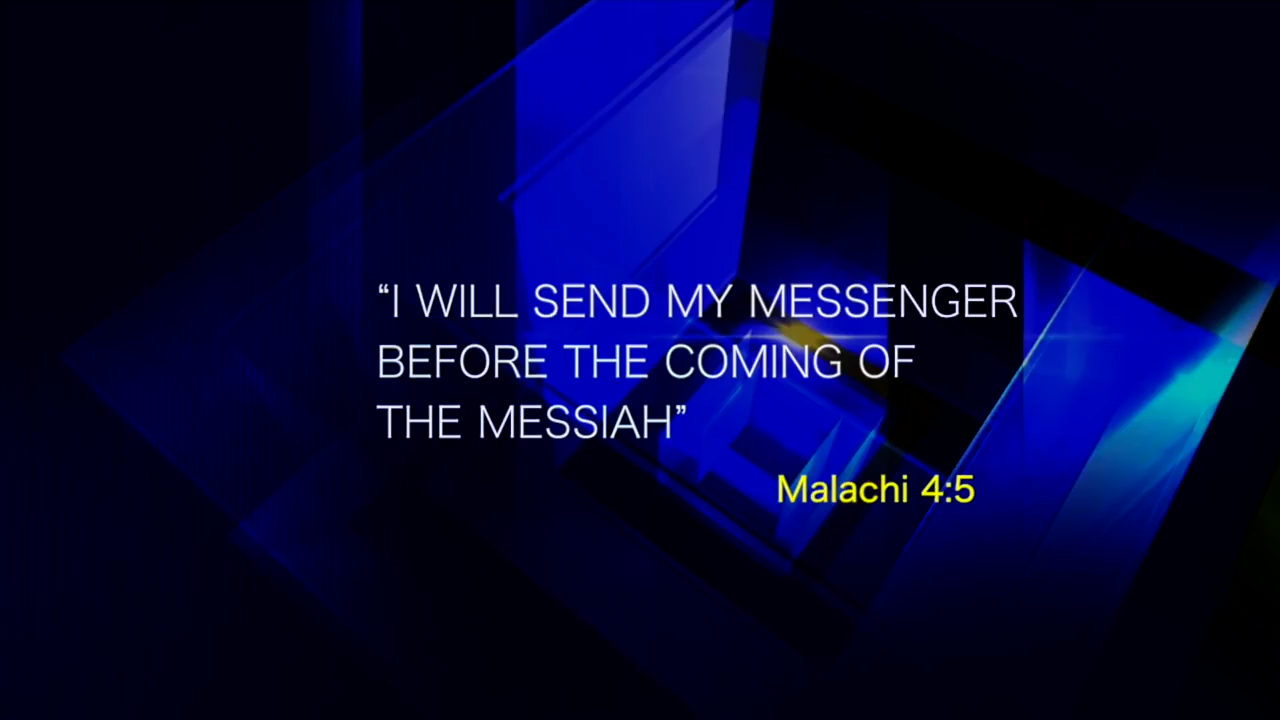 “I WILL SEND MY MESSENGER
BEFORE THE COMING OF
THE MESSIAH”
Malachi 4:5